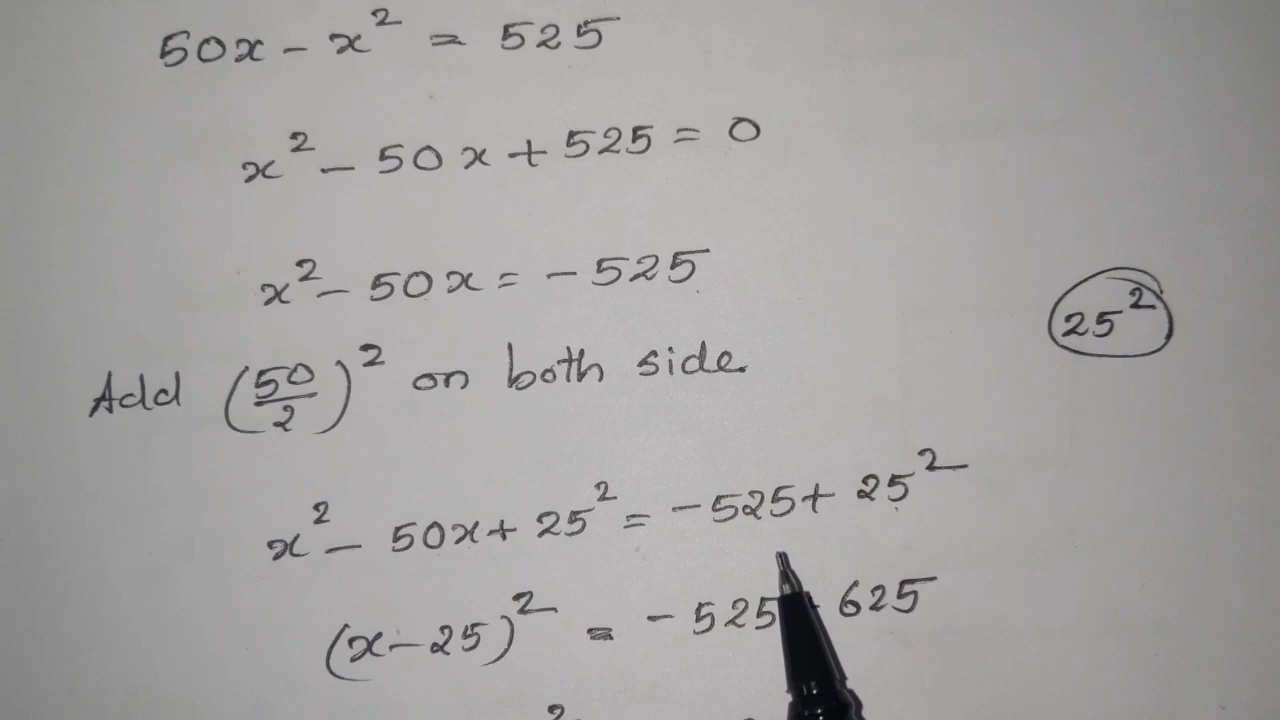 50x - x² = 525
x² - 50x + 525 = 0
x² - 50x = -525
25²
Add (50/2)² on both side.
x² - 50x + 25² = -525 + 25²
(x - 25)² = -525 625
2